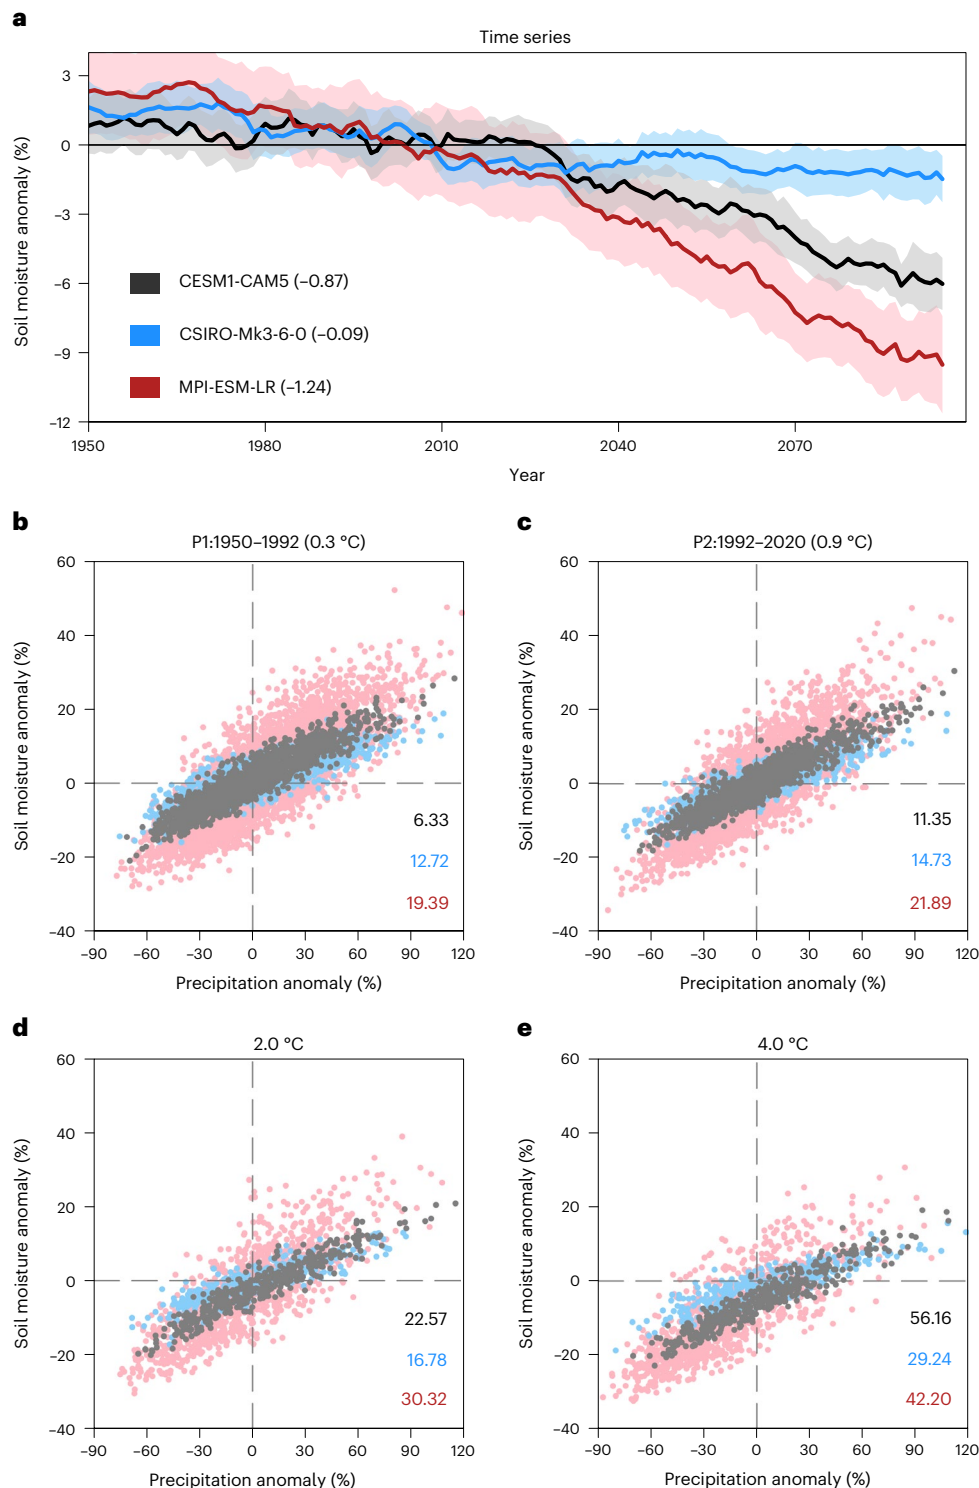 a
Time series
3
0
−3
−6
−9
−12
Soil moisture anomaly (%)
CESM1-CAM5 (−0.87)
CSIRO-Mk3-6-0 (−0.09)
MPI-ESM-LR (−1.24)
1950 1980 2010 2040 2070
Year
b
P1:1950–1992 (0.3 °C)
60
40
20
0
−20
−40
Soil moisture anomaly (%)
6.33
12.72
19.39
−90 −60 −30 0 30 60 90 120
Precipitation anomaly (%)
c
P2:1992–2020 (0.9 °C)
60
40
20
0
−20
−40
Soil moisture anomaly (%)
11.35
14.73
21.89
−90 −60 −30 0 30 60 90 120
Precipitation anomaly (%)
d
2.0 °C
60
40
20
0
−20
−40
Soil moisture anomaly (%)
22.57
16.78
30.32
−90 −60 −30 0 30 60 90 120
Precipitation anomaly (%)
e
4.0 °C
60
40
20
0
−20
−40
Soil moisture anomaly (%)
56.16
29.24
42.20
−90 −60 −30 0 30 60 90 120
Precipitation anomaly (%)